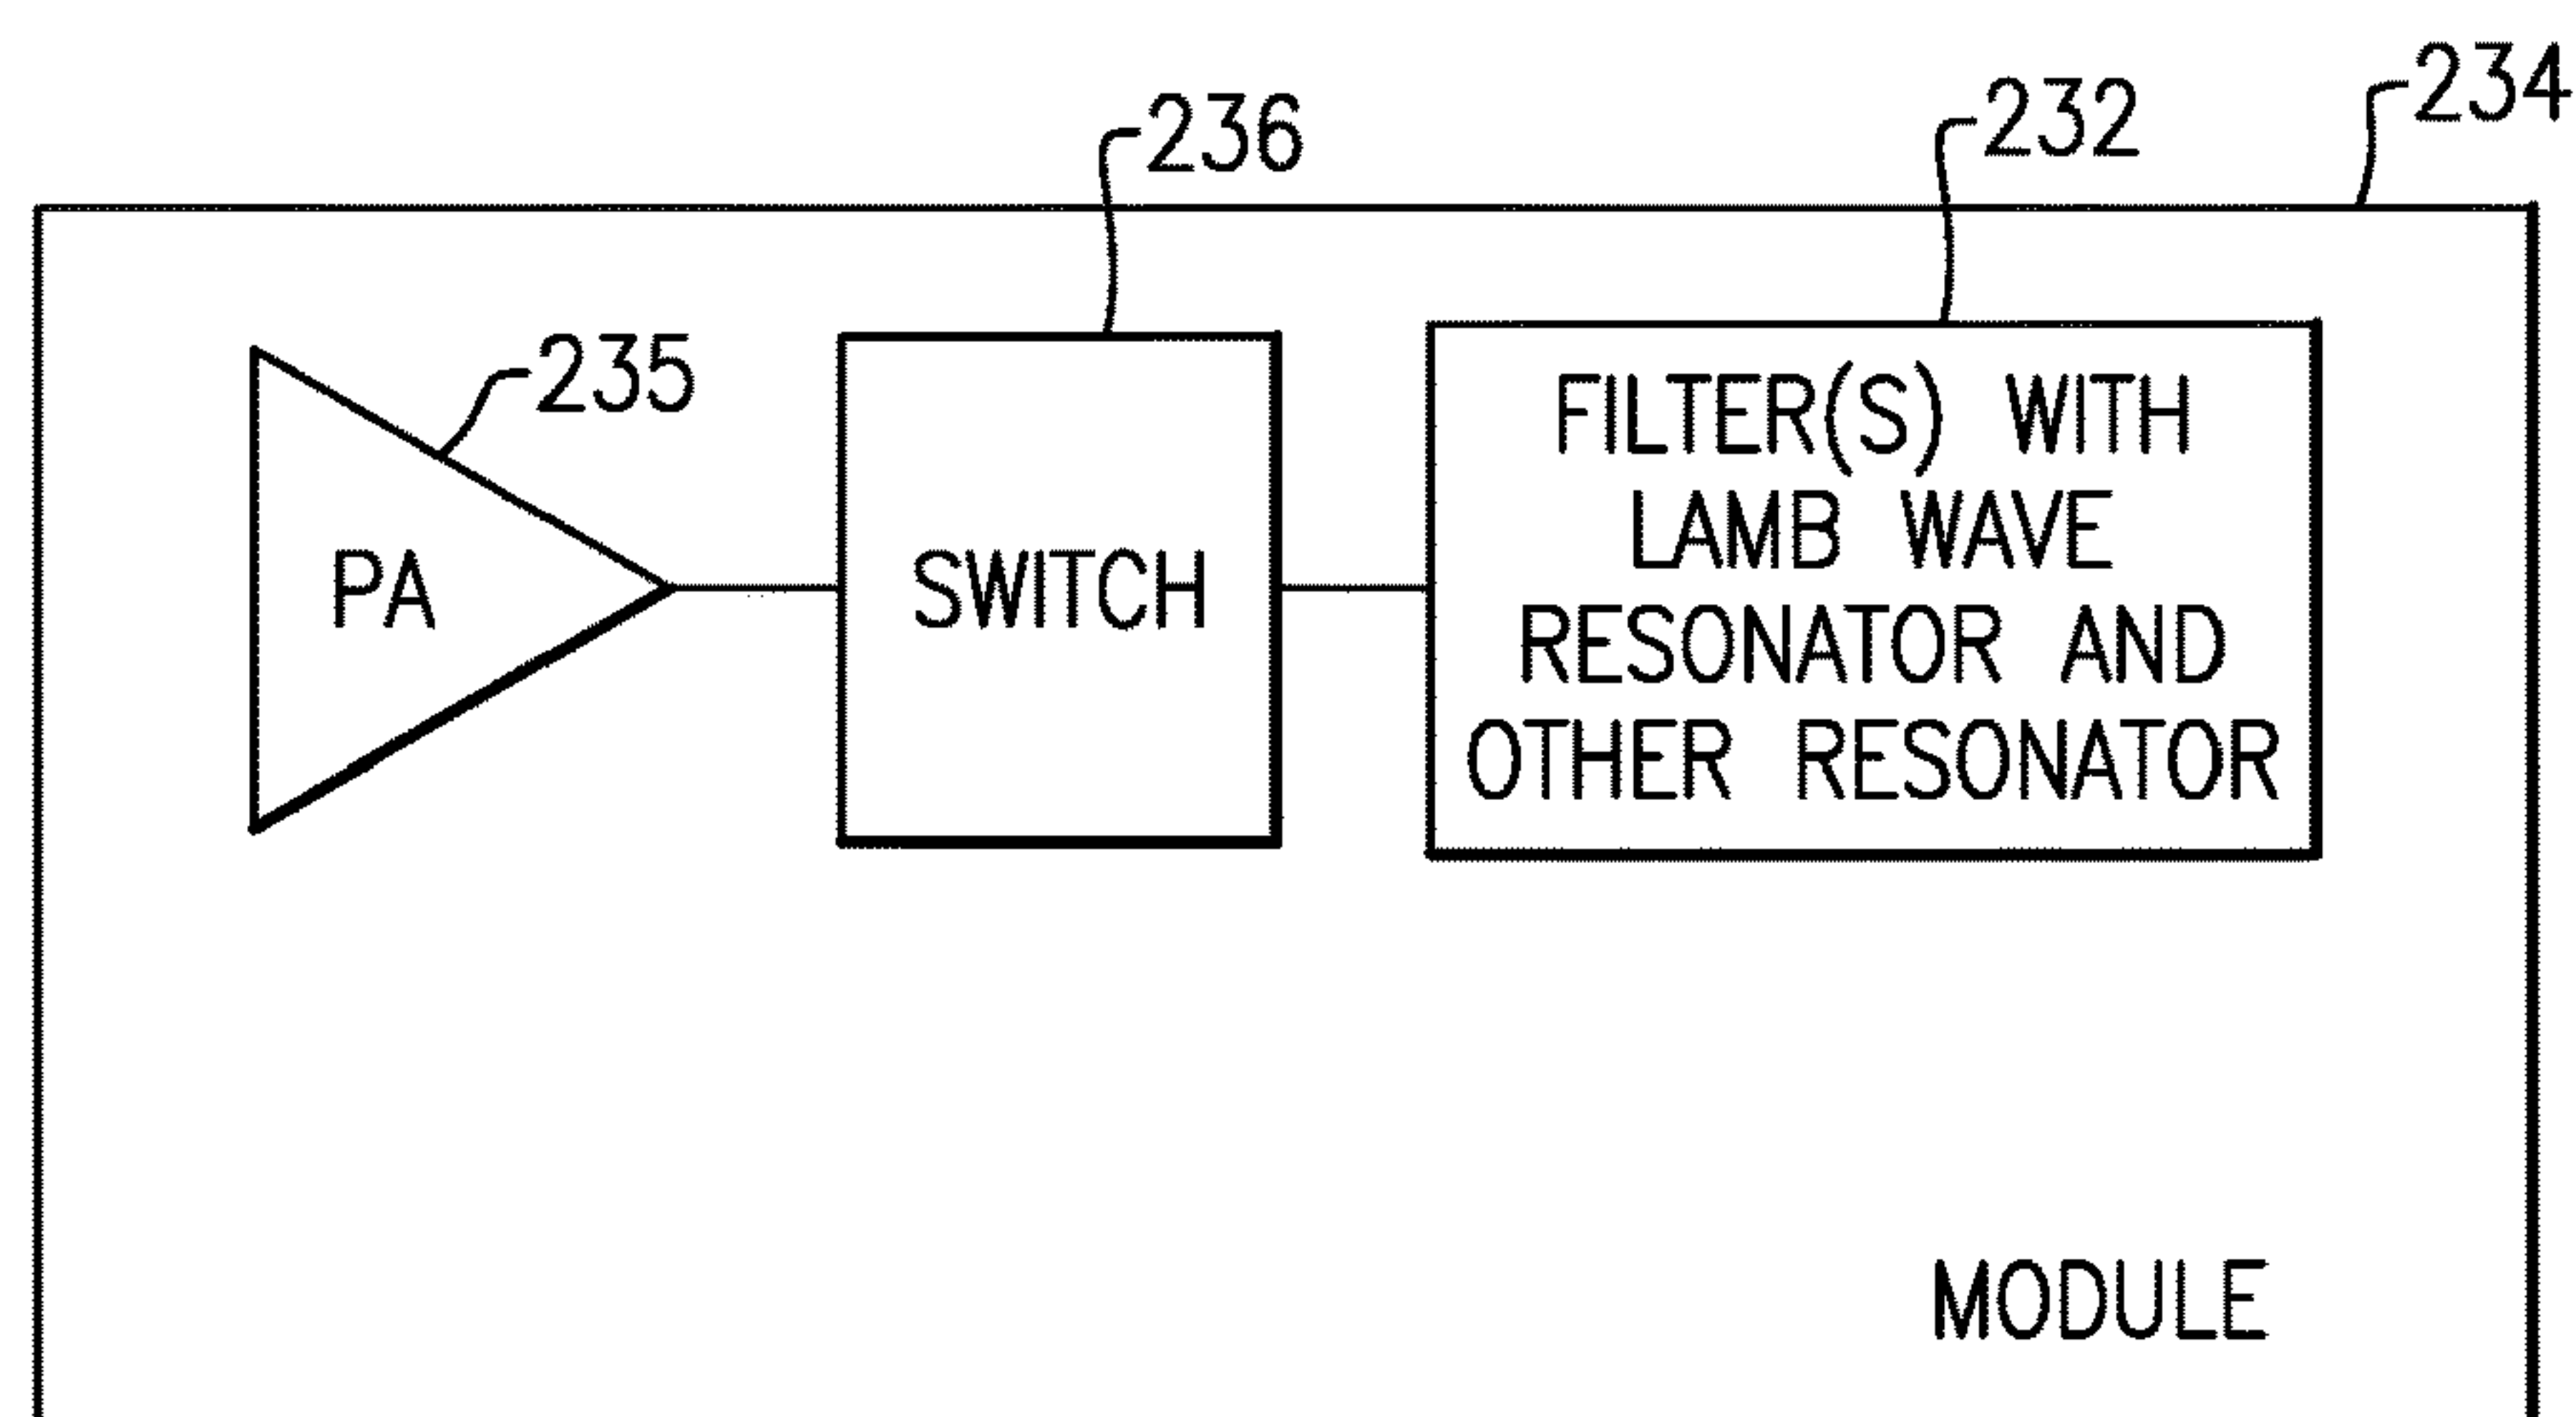 234
236
232
235
PA
SWITCH
FILTER(S) WITH
LAMB WAVE
RESONATOR AND
OTHER RESONATOR
MODULE